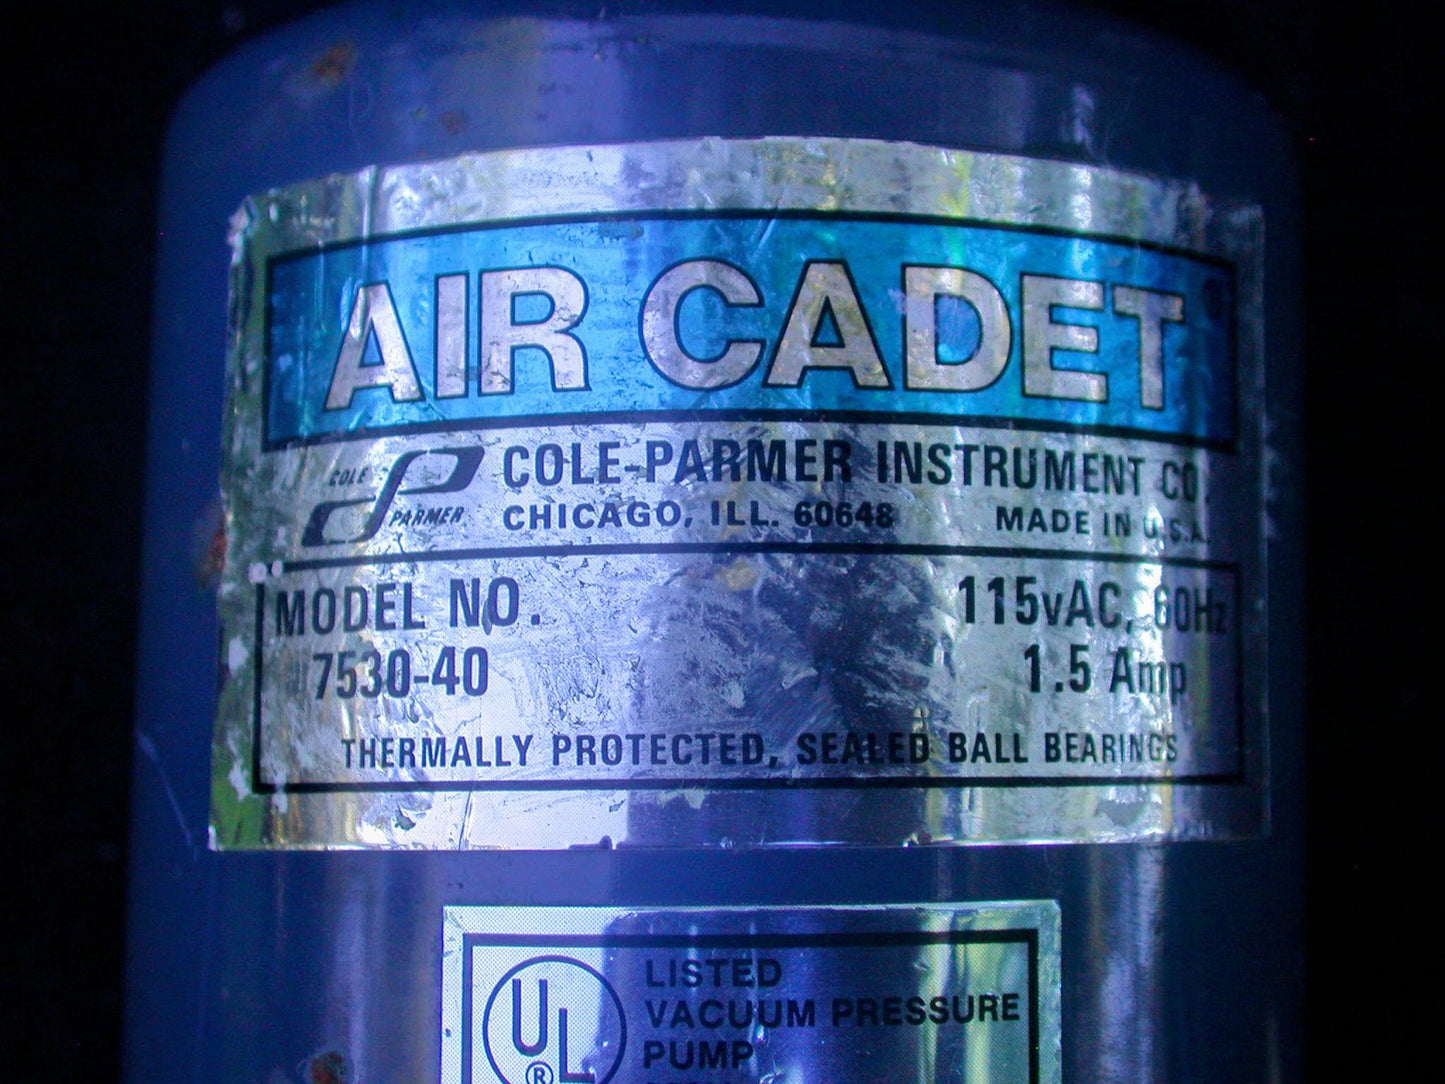 AIR CADET®
COLE
PARMER
COLE-PARMER INSTRUMENT CO.
CHICAGO, ILL. 60648 MADE IN U.S.A.
MODEL NO. 115vAC, 60Hz
7530-40 1.5 Amp
THERMALLY PROTECTED, SEALED BALL BEARINGS
UL® LISTED
VACUUM PRESSURE
PUMP